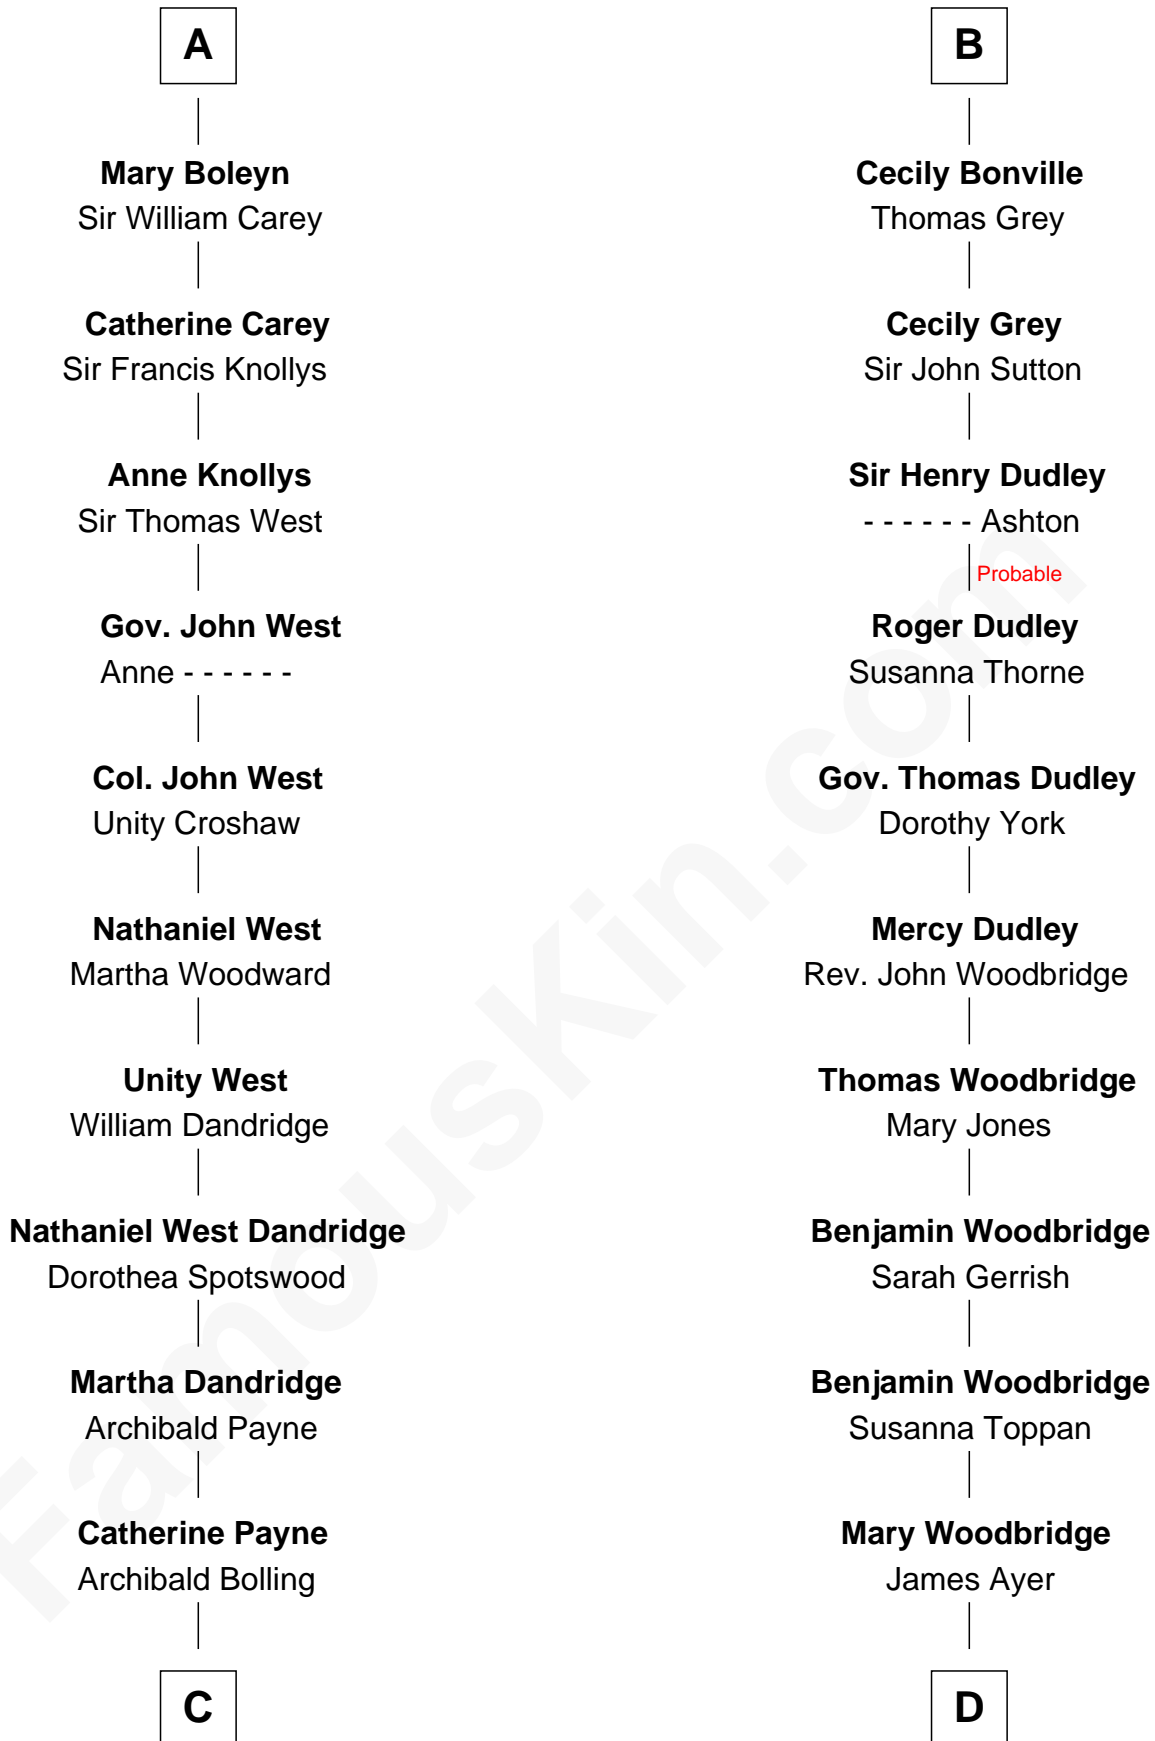 A
Mary Boleyn
Sir William Carey
Catherine Carey
Sir Francis Knollys
Anne Knollys
Sir Thomas West
Gov. John West
Anne - - - - - -
Col. John West
Unity Croshaw
Nathaniel West
Martha Woodward
Unity West
William Dandridge
Nathaniel West Dandridge
Dorothea Spotswood
Martha Dandridge
Archibald Payne
Catherine Payne
Archibald Bolling
C
B
Cecily Bonville
Thomas Grey
Cecily Grey
Sir John Sutton
Sir Henry Dudley
- - - - - - Ashton
Probable
Roger Dudley
Susanna Thorne
Gov. Thomas Dudley
Dorothy York
Mercy Dudley
Rev. John Woodbridge
Thomas Woodbridge
Mary Jones
Benjamin Woodbridge
Sarah Gerrish
Benjamin Woodbridge
Susanna Toppan
Mary Woodbridge
James Ayer
D
FamousKin.com